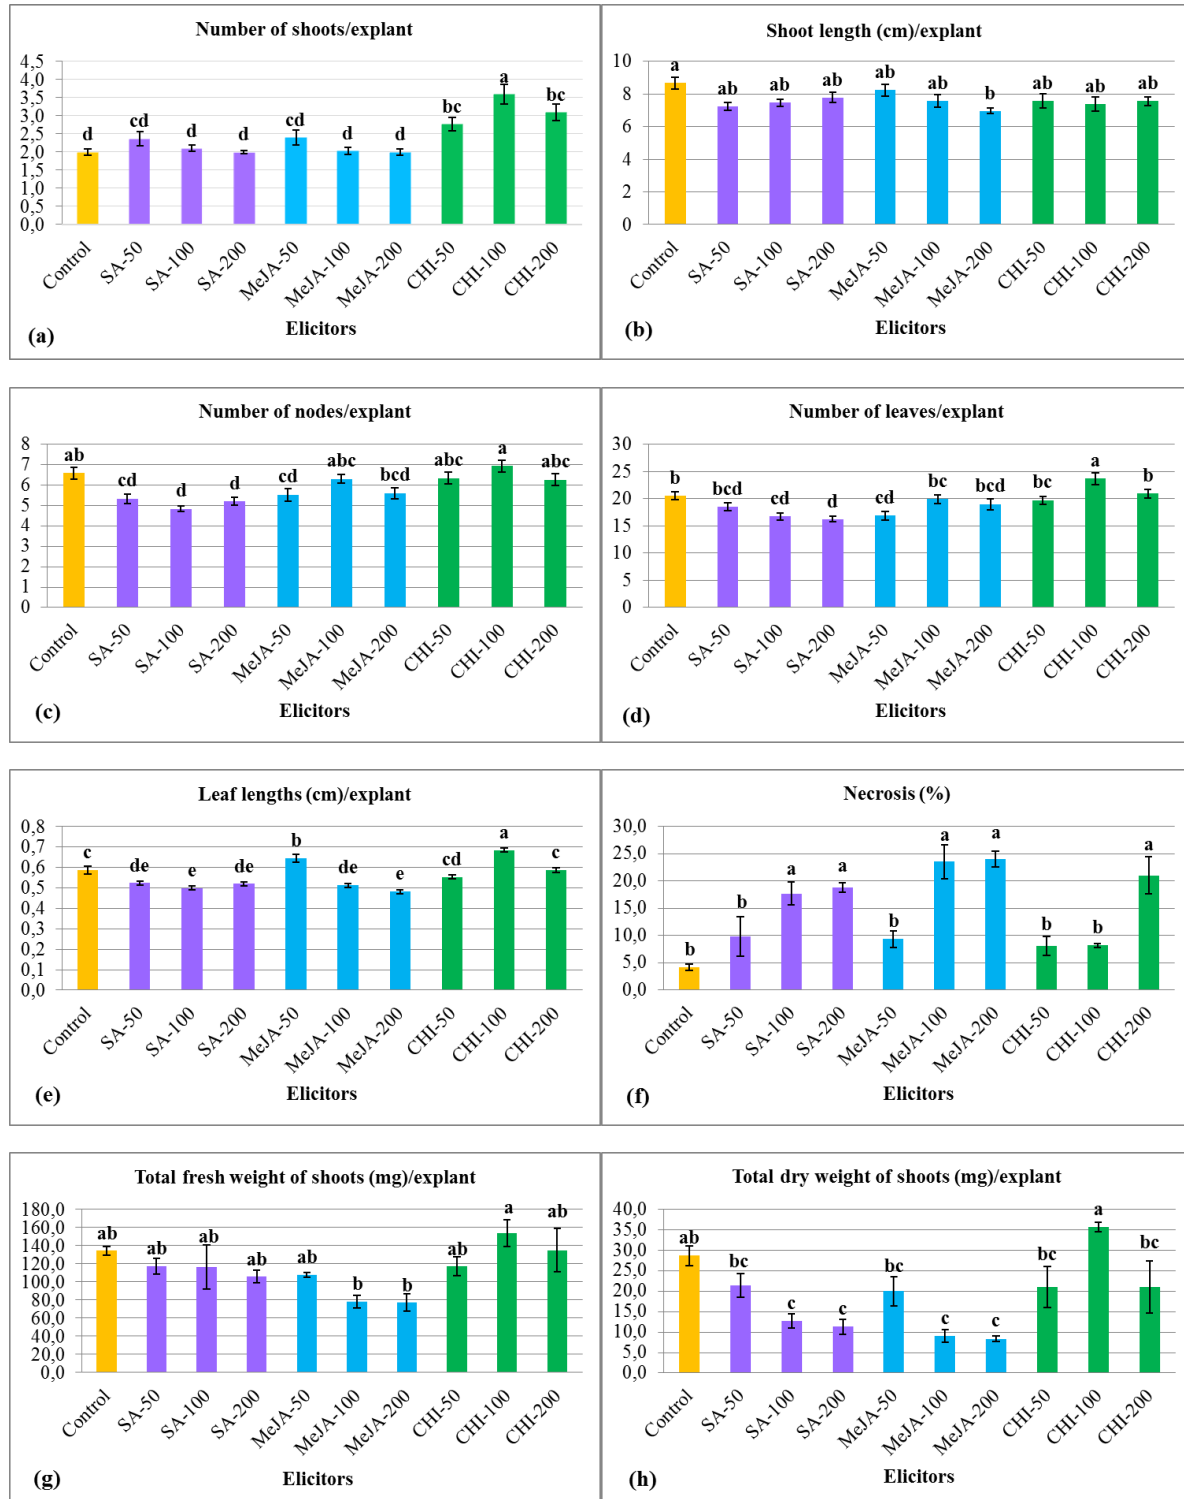 Number of shoots/explant
4,5
4,0
3,5
3,0
2,5
2,0
1,5
1,0
0,5
0,0
d cd d d cd d d bc a bc
Control SA-50 SA-100 SA-200 MeJA-50 MeJA-100 MeJA-200 CHI-50 CHI-100 CHI-200
Elicitors
(a)
Shoot length (cm)/explant
10
8
6
4
2
0
a ab ab ab ab ab b ab ab ab
Control SA-50 SA-100 SA-200 MeJA-50 MeJA-100 MeJA-200 CHI-50 CHI-100 CHI-200
Elicitors
(b)
Number of nodes/explant
8
7
6
5
4
3
2
1
0
ab cd d d cd abc bcd abc a abc
Control SA-50 SA-100 SA-200 MeJA-50 MeJA-100 MeJA-200 CHI-50 CHI-100 CHI-200
Elicitors
(c)
Number of leaves/explant
30
25
20
15
10
5
0
b bcd cd d cd bc bcd bc a b
Control SA-50 SA-100 SA-200 MeJA-50 MeJA-100 MeJA-200 CHI-50 CHI-100 CHI-200
Elicitors
(d)
Leaf lengths (cm)/explant
0,8
0,7
0,6
0,5
0,4
0,3
0,2
0,1
0,0
c de e de b de e cd a c
Control SA-50 SA-100 SA-200 MeJA-50 MeJA-100 MeJA-200 CHI-50 CHI-100 CHI-200
Elicitors
(e)
Necrosis (%)
30,0
25,0
20,0
15,0
10,0
5,0
0,0
b b a a b a a b b a
Control SA-50 SA-100 SA-200 MeJA-50 MeJA-100 MeJA-200 CHI-50 CHI-100 CHI-200
Elicitors
(f)
Total fresh weight of shoots (mg)/explant
180,0
160,0
140,0
120,0
100,0
80,0
60,0
40,0
20,0
0,0
ab ab ab ab ab b b ab a ab
Control SA-50 SA-100 SA-200 MeJA-50 MeJA-100 MeJA-200 CHI-50 CHI-100 CHI-200
Elicitors
(g)
Total dry weight of shoots (mg)/explant
40,0
35,0
30,0
25,0
20,0
15,0
10,0
5,0
0,0
ab bc c c bc c c bc a bc
Control SA-50 SA-100 SA-200 MeJA-50 MeJA-100 MeJA-200 CHI-50 CHI-100 CHI-200
Elicitors
(h)